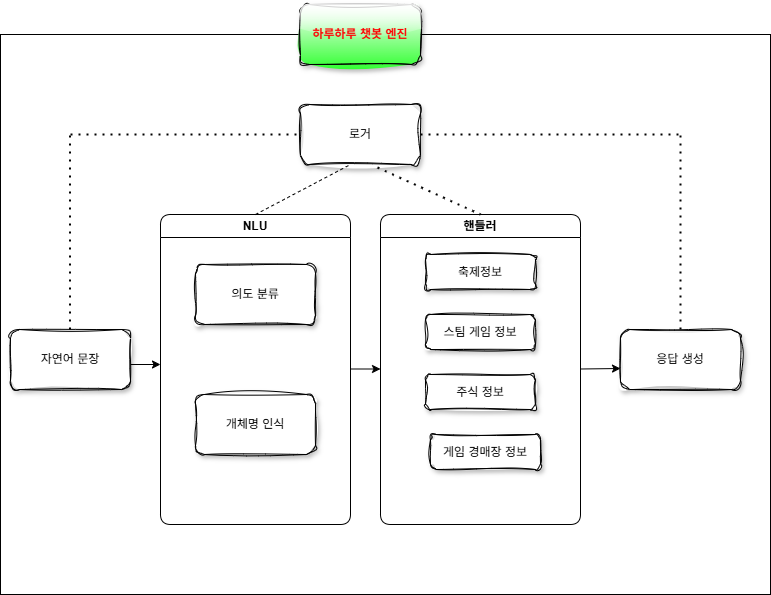 하루하루 챗봇 엔진
로거
NLU
핸들러
의도 분류
축제정보
스팀 게임 정보
자연어 문장
응답 생성
주식 정보
개체명 인식
게임 경매장 정보